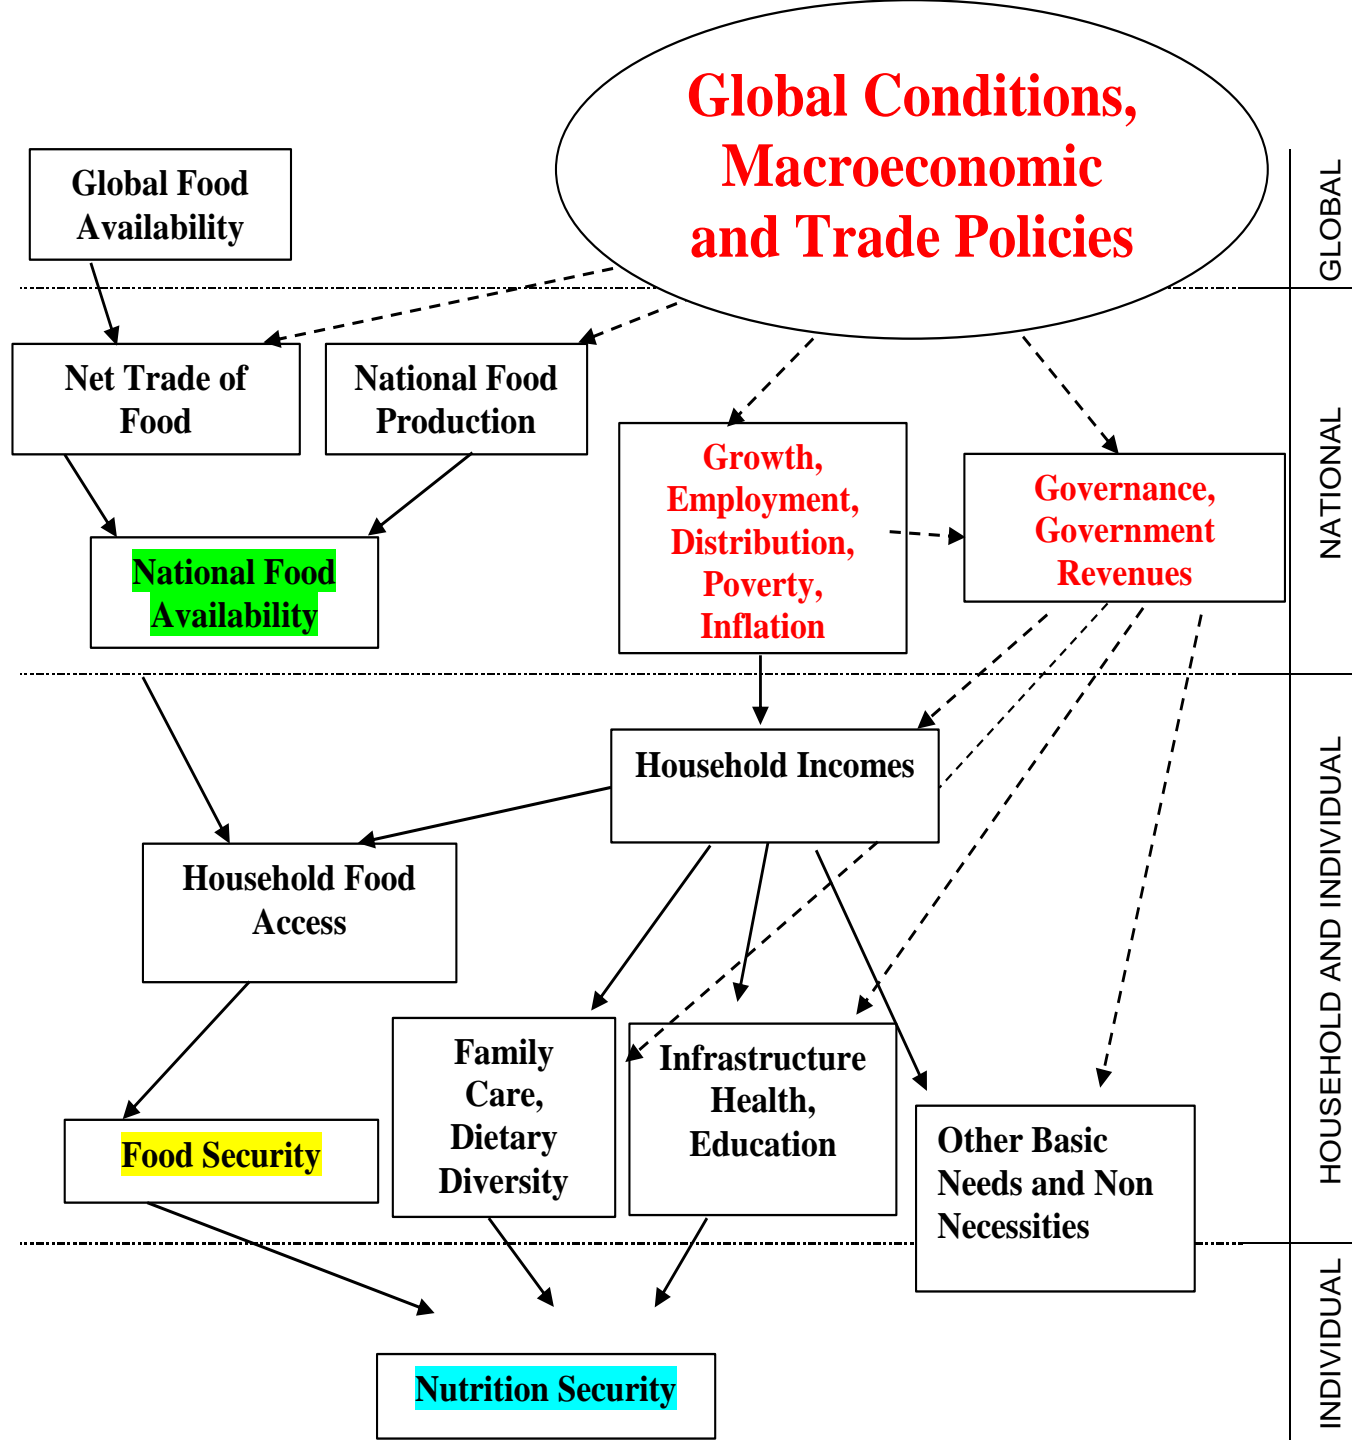 Global Conditions,
Macroeconomic
and Trade Policies
Global Food
Availability
GLOBAL
Net Trade of
Food
National Food
Production
Growth,
Employment,
Distribution,
Poverty,
Inflation
Governance,
Government
Revenues
NATIONAL
National Food
Availability
Household Incomes
Household Food
Access
HOUSEHOLD AND INDIVIDUAL
Food Security
Family
Care,
Dietary
Diversity
Infrastructure
Health,
Education
Other Basic
Needs and Non
Necessities
Nutrition Security
INDIVIDUAL